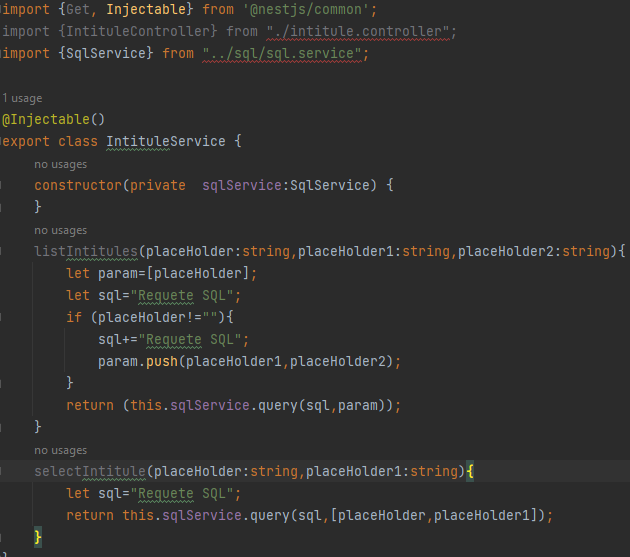 import {Get, Injectable} from '@nestjs/common';
import {IntituleController} from "./intitule.controller";
import {SqlService} from "../sql/sql.service";
1 usage
@Injectable()
export class IntituleService {
no usages
constructor(private  sqlService:SqlService) {
}
no usages
listIntitules(placeHolder:string,placeHolder1:string,placeHolder2:string){
let param=[placeHolder];
let sql="Requete SQL";
if (placeHolder!=""){
sql+="Requete SQL";
param.push(placeHolder1,placeHolder2);
}
return (this.sqlService.query(sql,param));
}
no usages
selectIntitule(placeHolder:string,placeHolder1:string){
let sql="Requete SQL";
return this.sqlService.query(sql,[placeHolder,placeHolder1]);
}
}